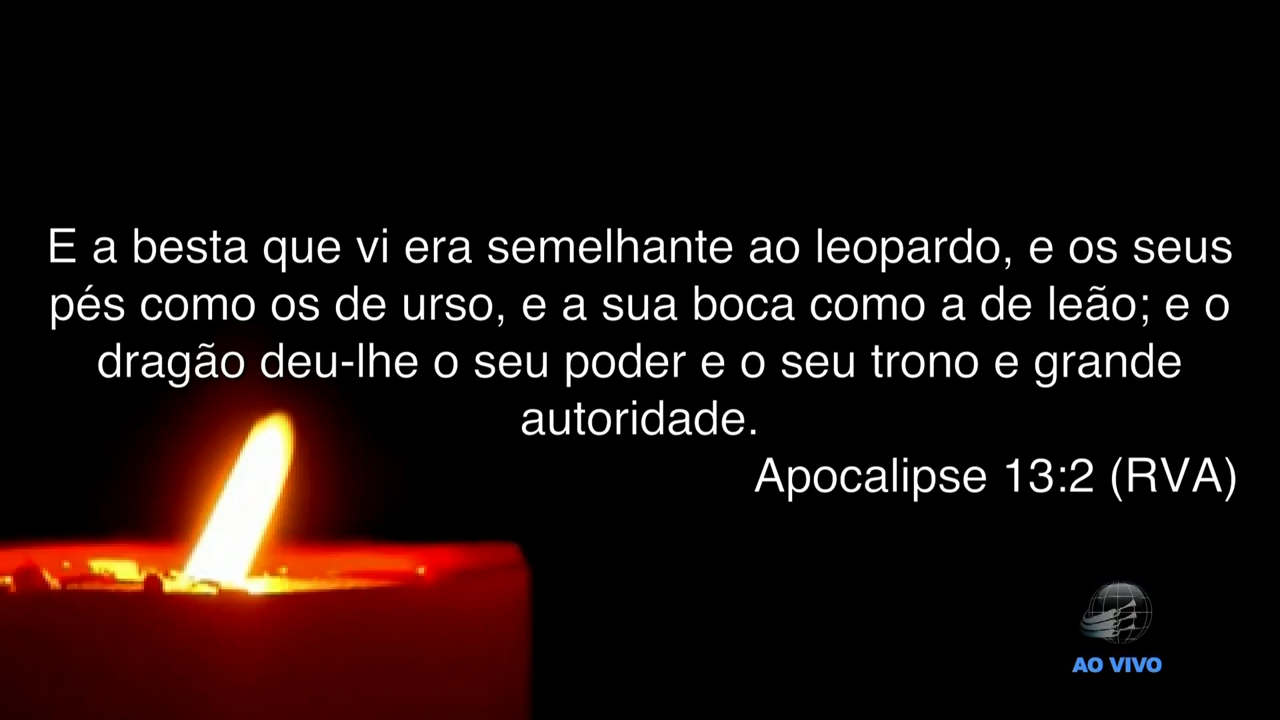 E a besta que vi era semelhante ao leopardo, e os seus
pés como os de urso, e a sua boca como a de leão; e o
dragão deu-lhe o seu poder e o seu trono e grande
autoridade.
Apocalipse 13:2 (RVA)
AO VIVO